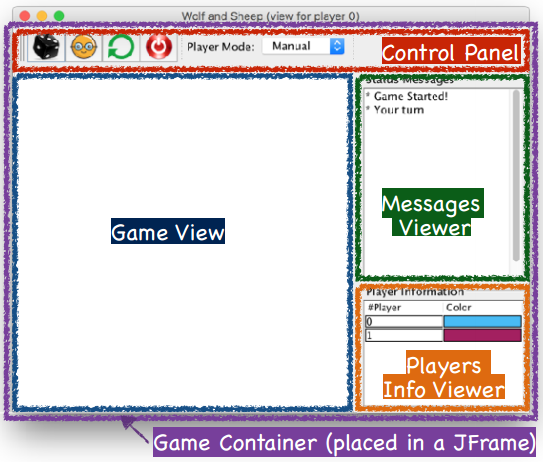 Wolf and Sheep (view for player 0)
Player Mode: Manual
Control Panel
Status Messages
* Game Started!
* Your turn
Messages
Viewer
Game View
Player Information
#Player Color
0
1
Players
Info Viewer
Game Container (placed in a JFrame)